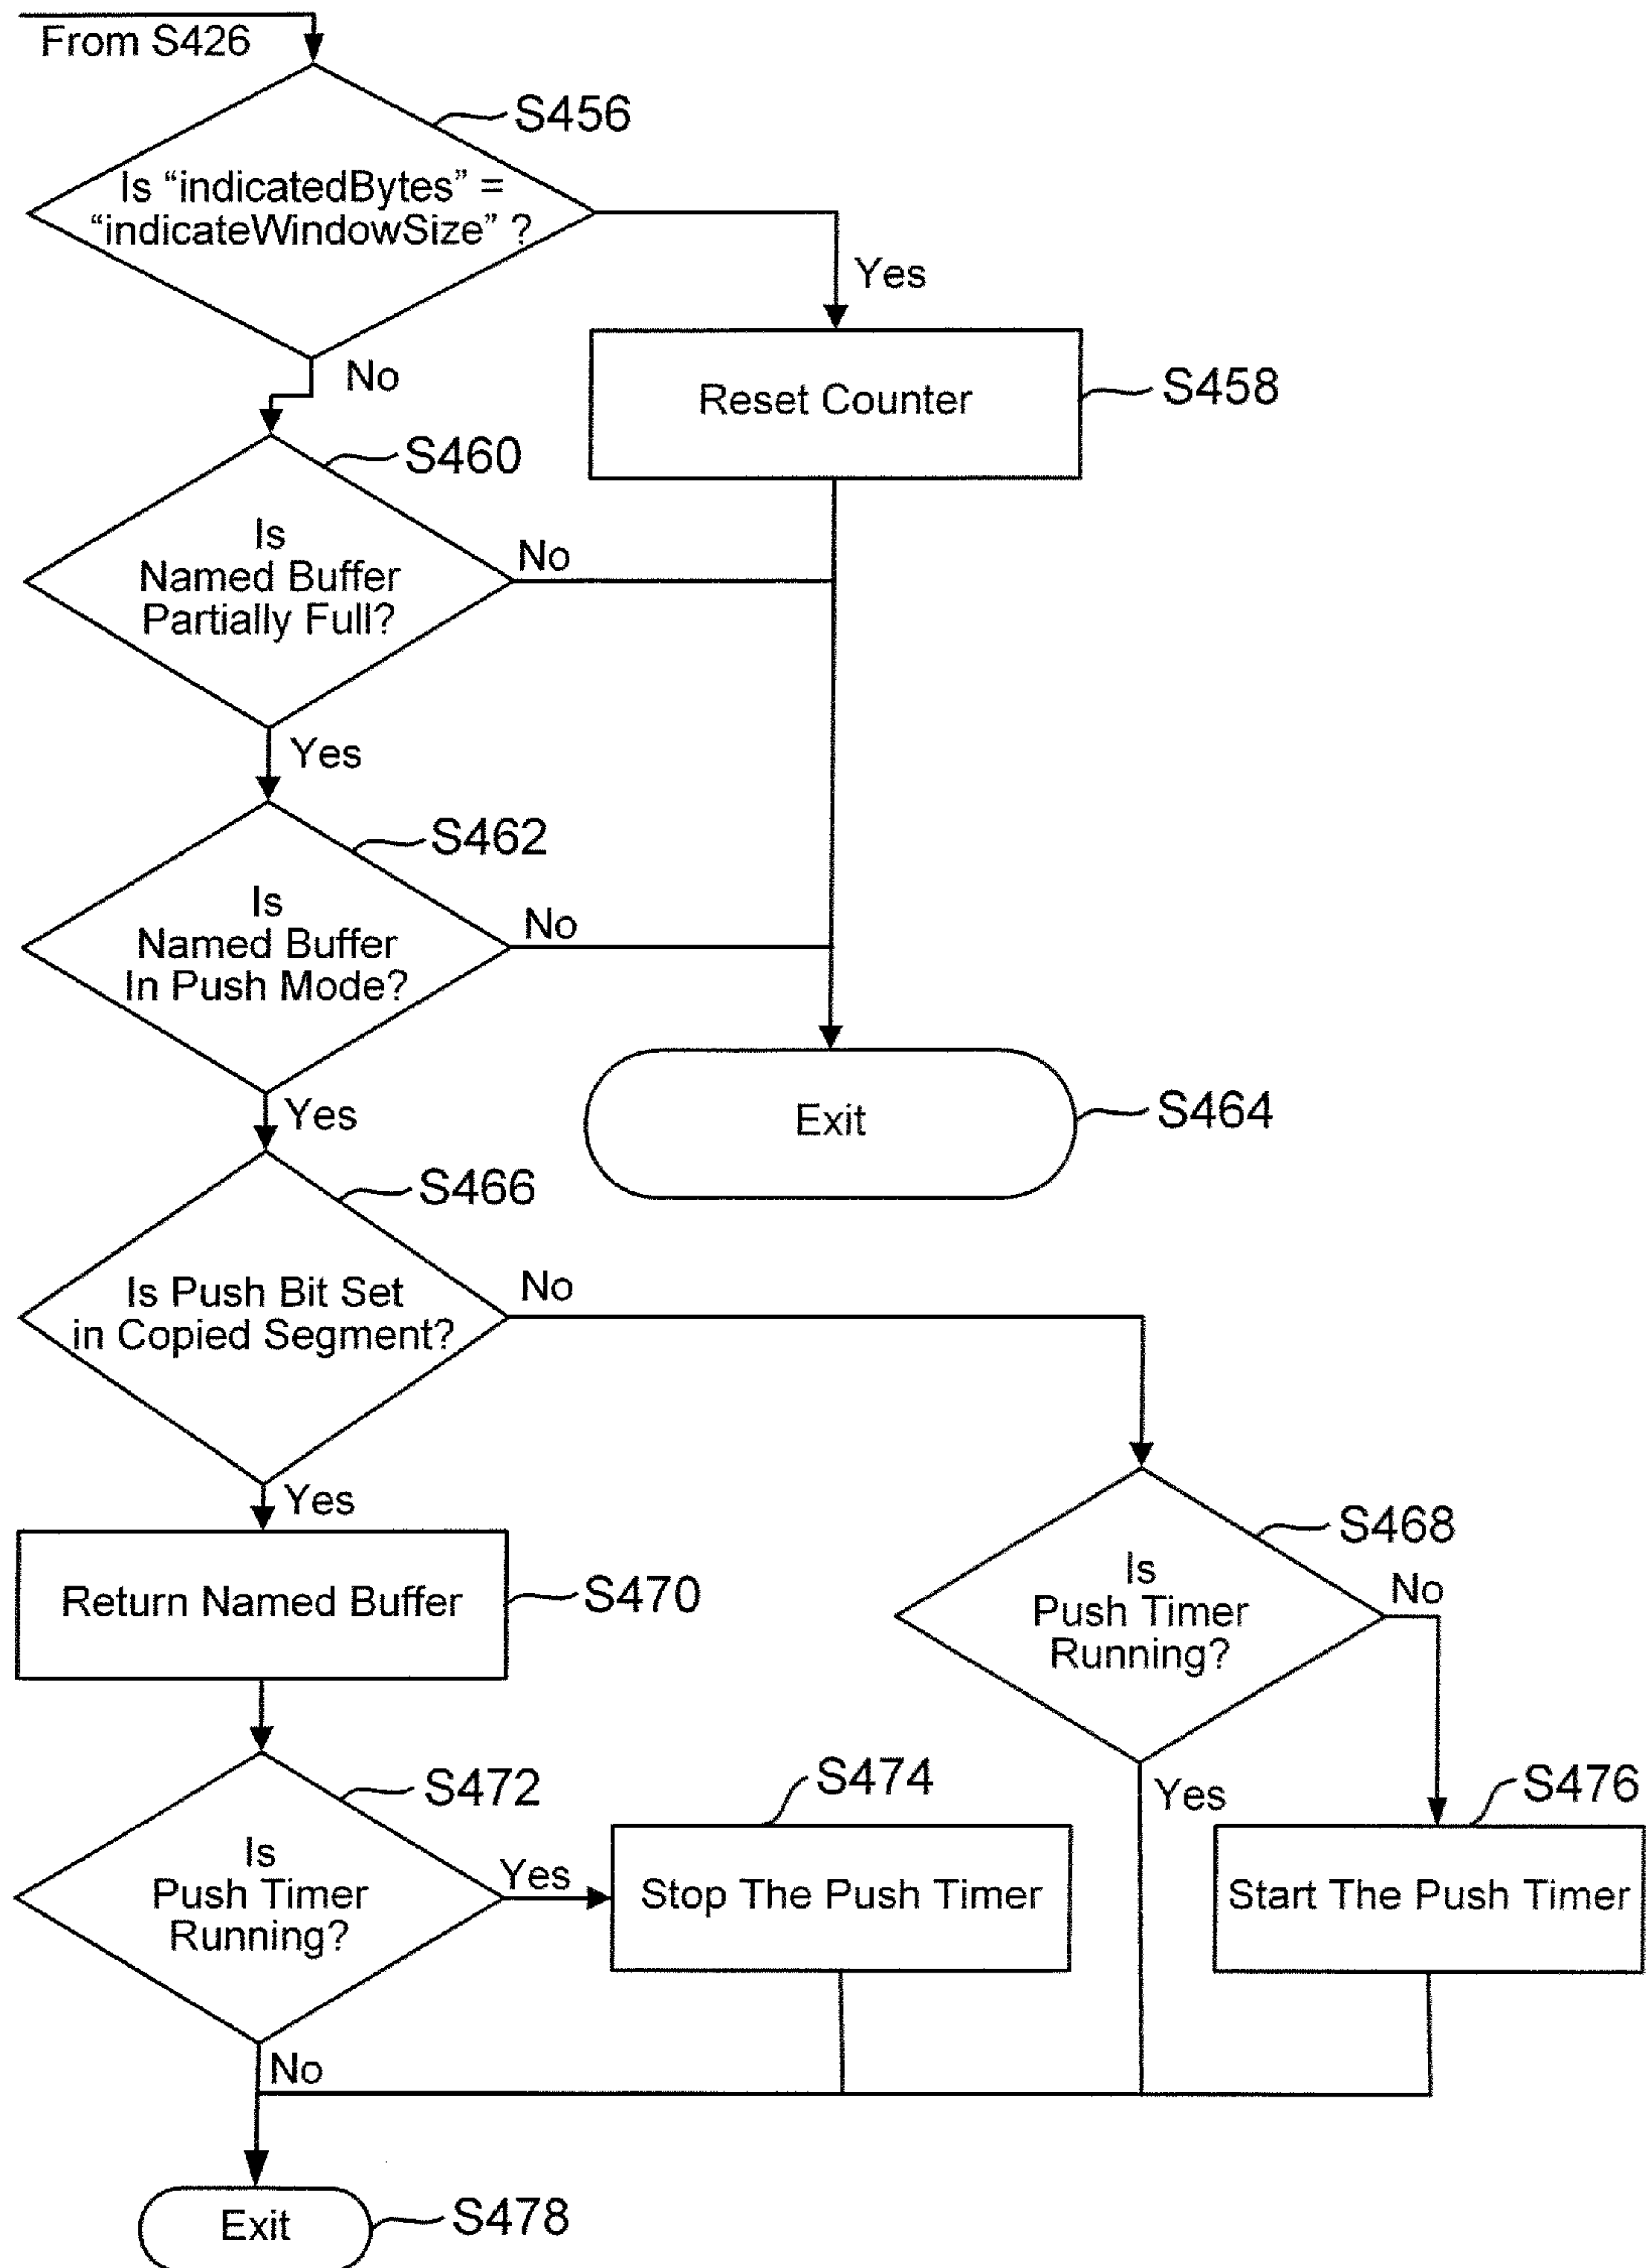 From S426
S456
Is “indicatedBytes” =
“indicateWindowSize” ?
Yes
No
Reset Counter
S458
S460
Is
Named Buffer
Partially Full?
No
Yes
S462
Is
Named Buffer
In Push Mode?
No
Yes
Exit
S464
S466
Is Push Bit Set
in Copied Segment?
No
Yes
S468
Is
Push Timer
Running?
No
Yes
Return Named Buffer
S470
S472
Is
Push Timer
Running?
Yes
No
S474
Stop The Push Timer
S476
Start The Push Timer
Exit
S478